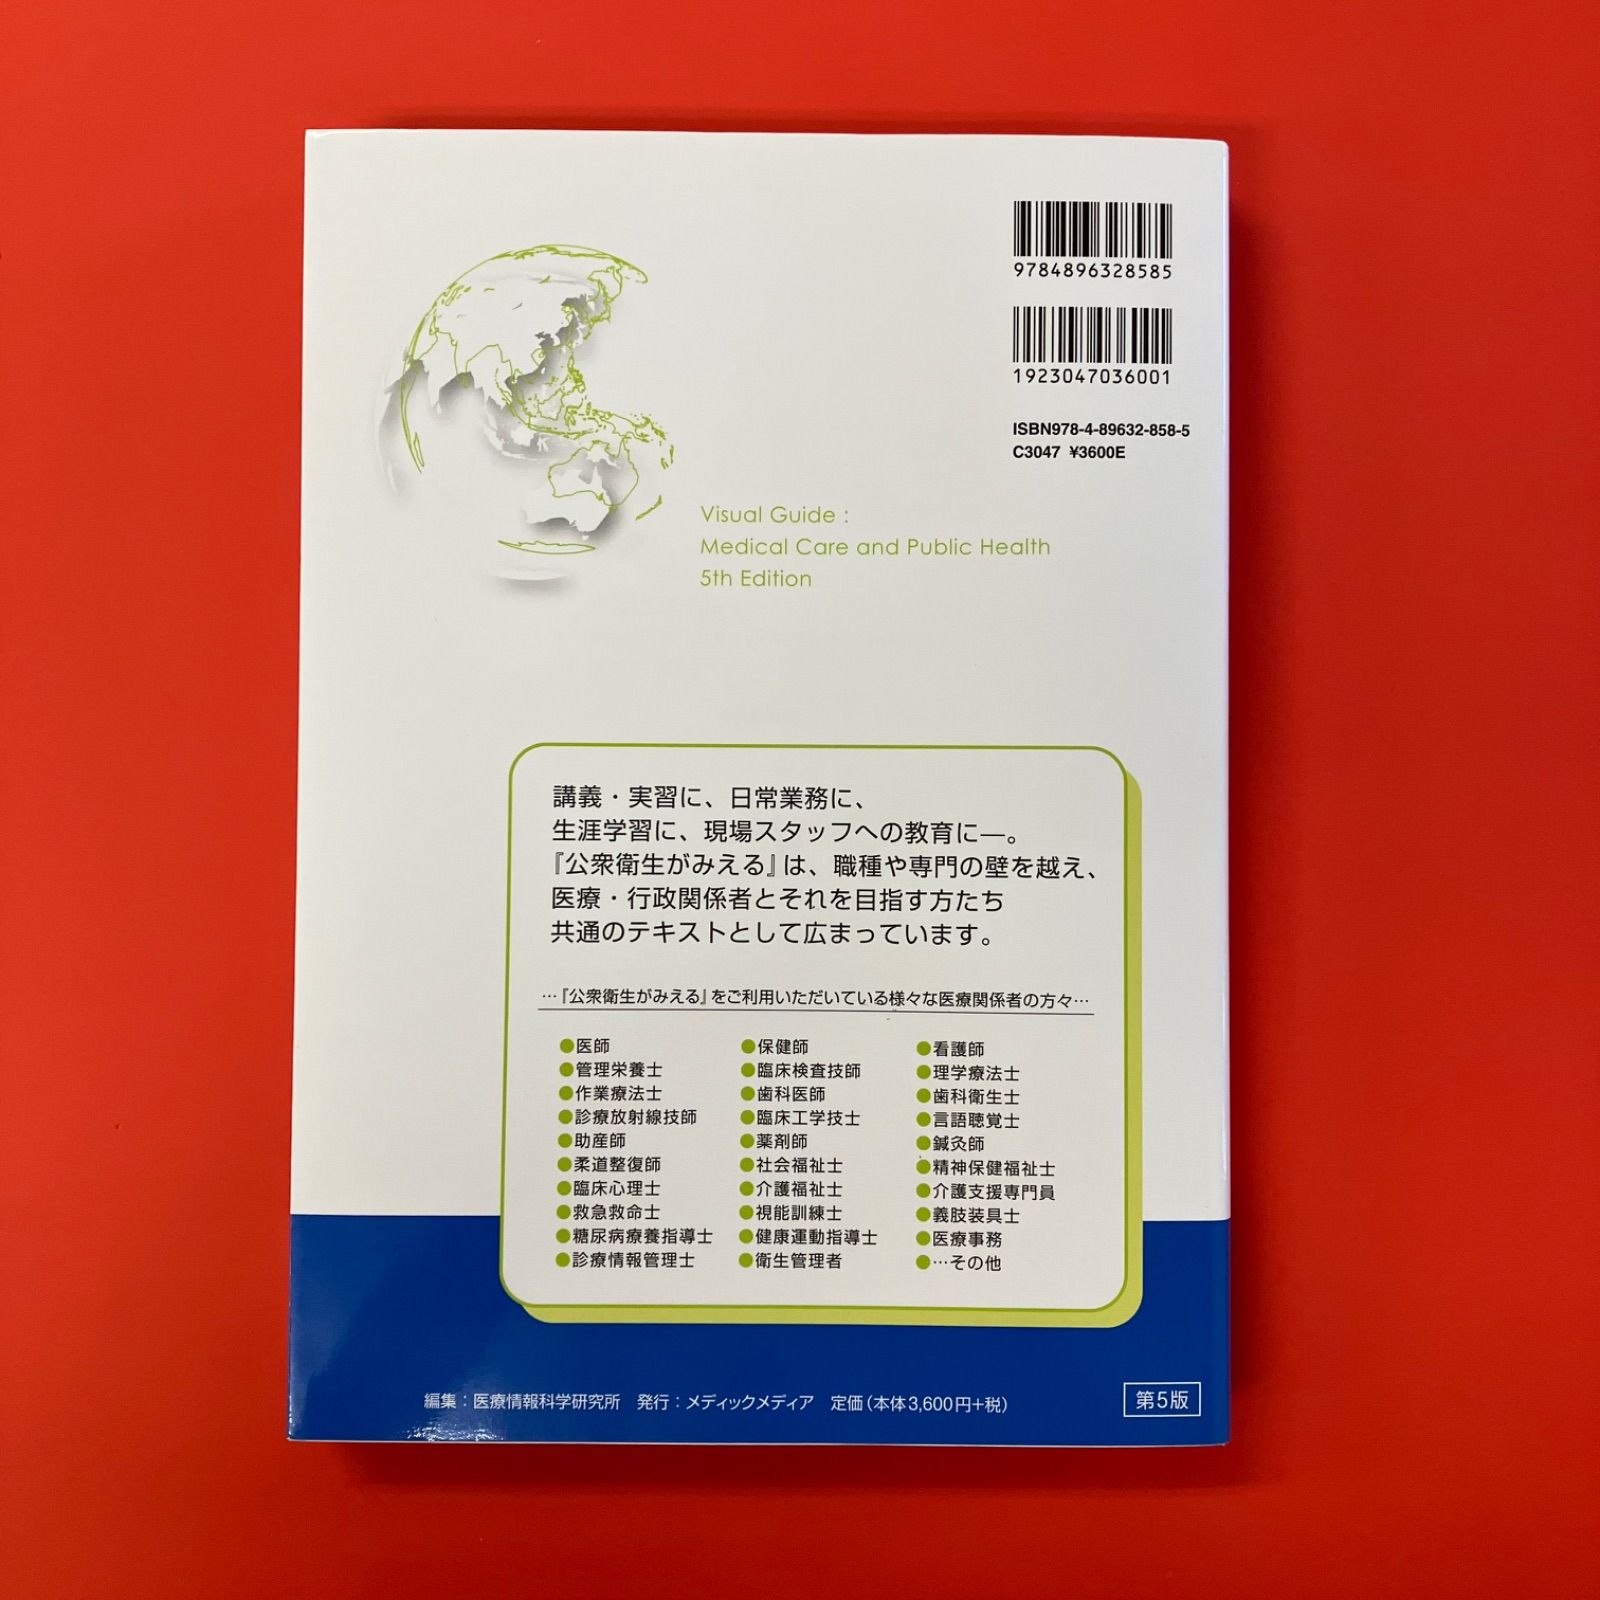 9784896328585
1923047036001
ISBN978-4-89632-858-5
C3047 ¥3600E
Visual Guide :
Medical Care and Public Health
5th Edition
講義・実習に、日常業務に、
生涯学習に、現場スタッフへの教育に―。
『公衆衛生がみえる』は、職種や専門の壁を越え、
医療・行政関係者とそれを目指す方たち
共通のテキストとして広まっています。
…『公衆衛生がみえる』をご利用いただいている様々な医療関係者の方々…
●医師 ●保健師 ●看護師
●管理栄養士 ●臨床検査技師 ●理学療法士
●作業療法士 ●歯科医師 ●歯科衛生士
●診療放射線技師 ●臨床工学技士 ●言語聴覚士
●助産師 ●薬剤師 ●鍼灸師
●柔道整復師 ●社会福祉士 ●精神保健福祉士
●臨床心理士 ●介護福祉士 ●介護支援専門員
●救急救命士 ●視能訓練士 ●義肢装具士
●糖尿病療養指導士 ●健康運動指導士 ●医療事務
●診療情報管理士 ●衛生管理者 ●…その他
編集：医療情報科学研究所 発行：メディックメディア 定価（本体3,600円+税） 第5版